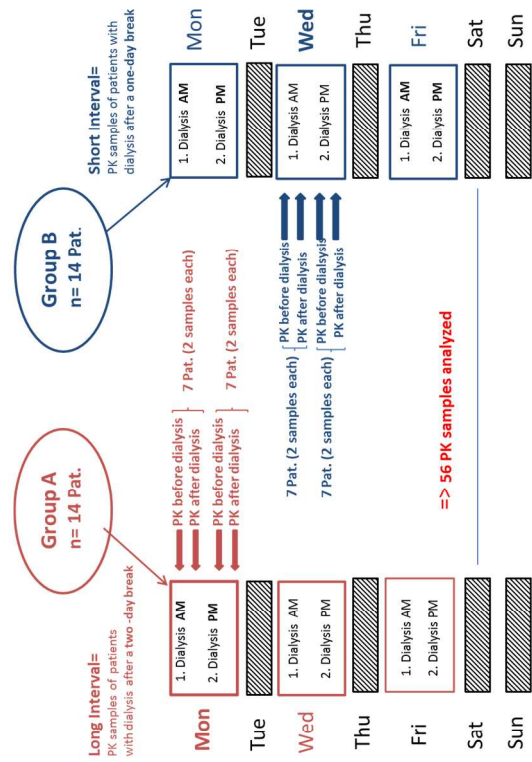 Long Interval=
PK samples of patients
with dialysis after a two -day break
Group A
n= 14 Pat.
Group B
n= 14 Pat.
Short Interval=
PK samples of patients with
dialysis after a one-day break
Mon
1. Dialysis AM
2. Dialysis PM
PK before dialysis
PK after dialysis
7 Pat. (2 samples each)
PK before dialysis
PK after dialysis
7 Pat. (2 samples each)
1. Dialysis AM
2. Dialysis PM
Mon
Tue
Tue
Wed
1. Dialysis AM
2. Dialysis PM
7 Pat. (2 samples each)
PK before dialysis
PK after dialysis
7 Pat. (2 samples each)
PK before dialsysis
PK after dialysis
1. Dialysis AM
2. Dialysis PM
Wed
Thu
Thu
Fri
1. Dialysis AM
2. Dialysis PM
=> 56 PK samples analyzed
1. Dialysis AM
2. Dialysis PM
Fri
Sat
Sat
Sun
Sun